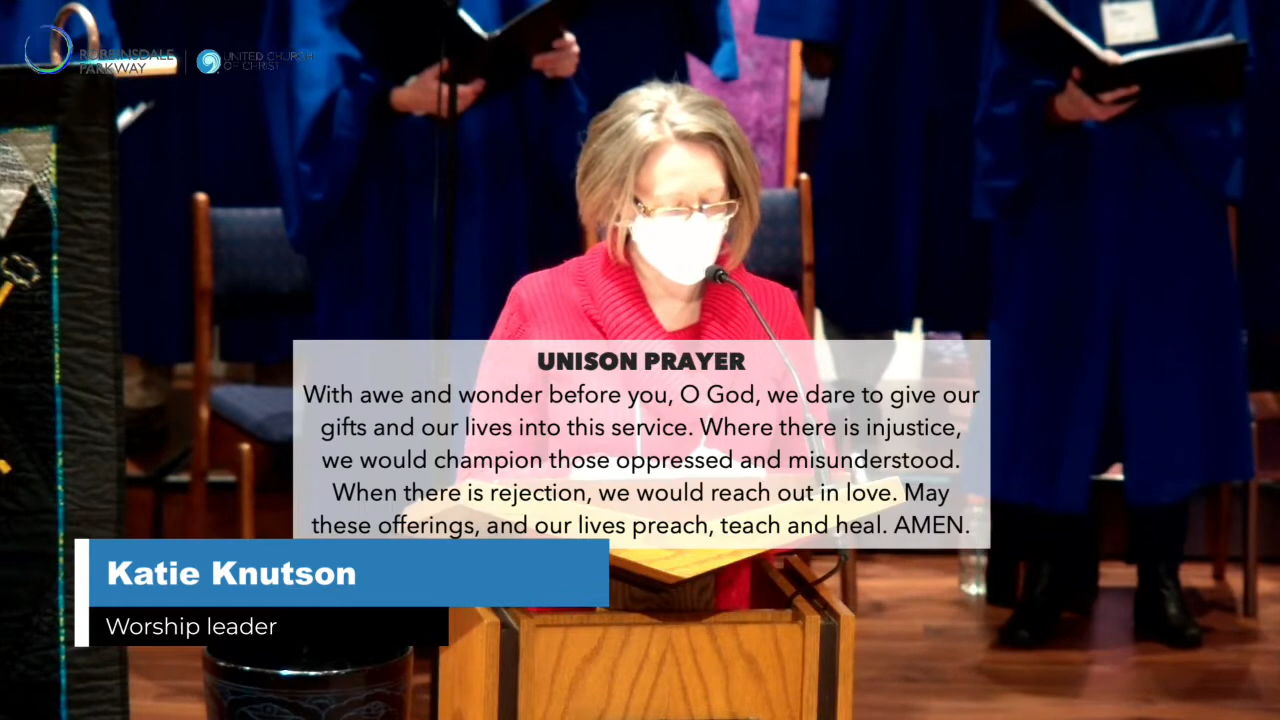 ROBBINSDALE
PARKWAY
UNITED CHURCH
OF CHRIST
UNISON PRAYER
With awe and wonder before you, O God, we dare to give our
gifts and our lives into this service. Where there is injustice,
we would champion those oppressed and misunderstood.
When there is rejection, we would reach out in love. May
these offerings, and our lives preach, teach and heal. AMEN.
Katie Knutson
Worship leader